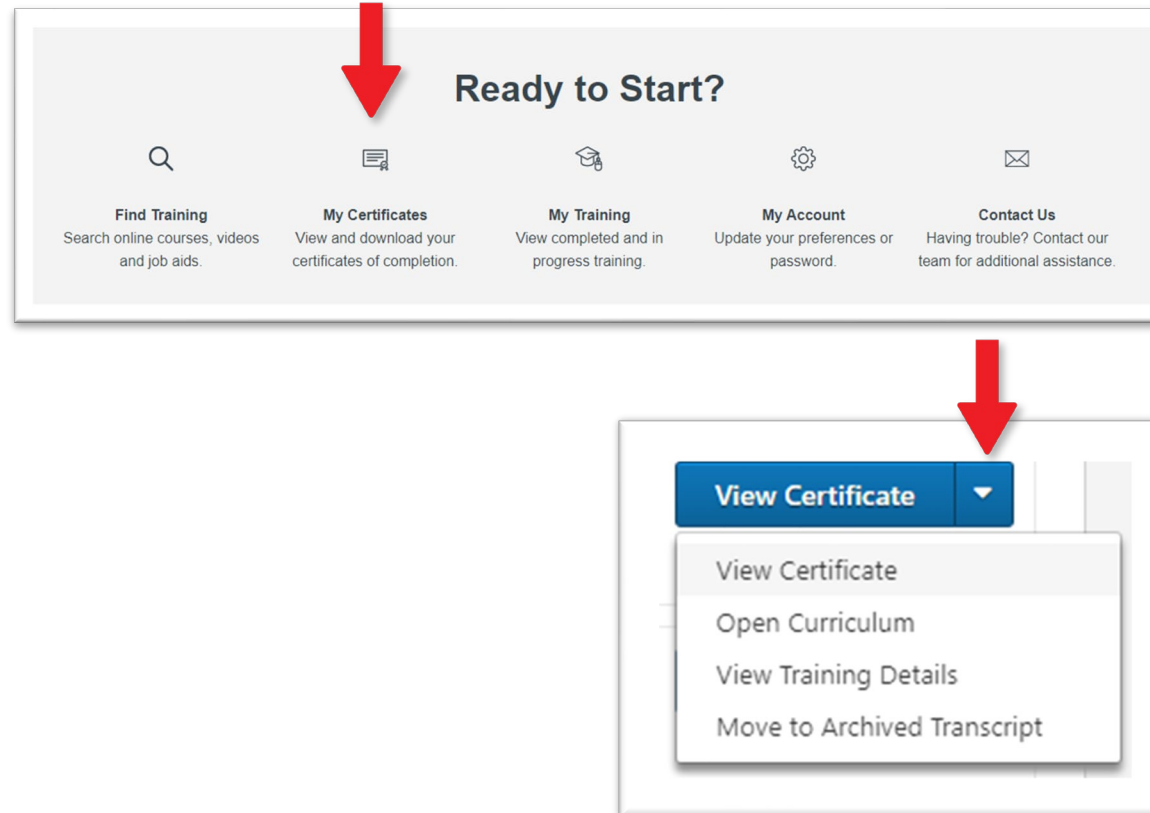 Ready to Start?
Find Training
Search online courses, videos
and job aids.
My Certificates
View and download your
certificates of completion.
My Training
View completed and in
progress training.
My Account
Update your preferences or
password.
Contact Us
Having trouble? Contact our
team for additional assistance.
View Certificate
View Certificate
Open Curriculum
View Training Details
Move to Archived Transcript